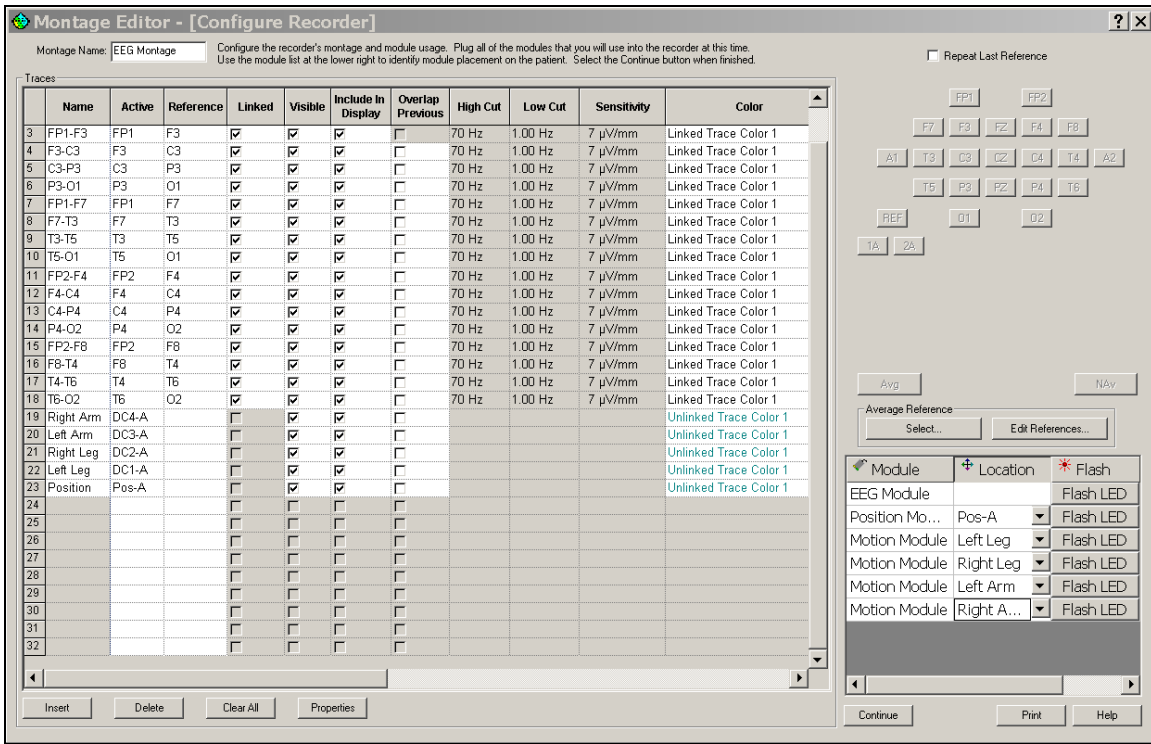 Montage Editor - [Configure Recorder]
Montage Name: EEG Montage
Configure the recorder's montage and module usage. Plug all of the modules that you will use into the recorder at this time.
Use the module list at the lower right to identify module placement on the patient. Select the Continue button when finished.
Repeat Last Reference
Traces
Name Active Reference Linked Visible Include In Display Overlap Previous High Cut Low Cut Sensitivity Color
3 FP1-F3 FP1 F3 70 Hz 1.00 Hz 7 µV/mm Linked Trace Color 1
4 F3-C3 F3 C3 70 Hz 1.00 Hz 7 µV/mm Linked Trace Color 1
5 C3-P3 C3 P3 70 Hz 1.00 Hz 7 µV/mm Linked Trace Color 1
6 P3-O1 P3 O1 70 Hz 1.00 Hz 7 µV/mm Linked Trace Color 1
7 FP1-F7 FP1 F7 70 Hz 1.00 Hz 7 µV/mm Linked Trace Color 1
8 F7-T3 F7 T3 70 Hz 1.00 Hz 7 µV/mm Linked Trace Color 1
9 T3-T5 T3 T5 70 Hz 1.00 Hz 7 µV/mm Linked Trace Color 1
10 T5-O1 T5 O1 70 Hz 1.00 Hz 7 µV/mm Linked Trace Color 1
11 FP2-F4 FP2 F4 70 Hz 1.00 Hz 7 µV/mm Linked Trace Color 1
12 F4-C4 F4 C4 70 Hz 1.00 Hz 7 µV/mm Linked Trace Color 1
13 C4-P4 C4 P4 70 Hz 1.00 Hz 7 µV/mm Linked Trace Color 1
14 P4-O2 P4 O2 70 Hz 1.00 Hz 7 µV/mm Linked Trace Color 1
15 FP2-F8 FP2 F8 70 Hz 1.00 Hz 7 µV/mm Linked Trace Color 1
16 F8-T4 F8 T4 70 Hz 1.00 Hz 7 µV/mm Linked Trace Color 1
17 T4-T6 T4 T6 70 Hz 1.00 Hz 7 µV/mm Linked Trace Color 1
18 T6-O2 T6 O2 70 Hz 1.00 Hz 7 µV/mm Linked Trace Color 1
19 Right Arm DC4-A Unlinked Trace Color 1
20 Left Arm DC3-A Unlinked Trace Color 1
21 Right Leg DC2-A Unlinked Trace Color 1
22 Left Leg DC1-A Unlinked Trace Color 1
23 Position Pos-A Unlinked Trace Color 1
24
25
26
27
28
29
30
31
32
Insert Delete Clear All Properties
FP1 FP2
F7 F3 FZ F4 F8
A1 T3 C3 CZ C4 T4 A2
T5 P3 PZ P4 T6
REF O1 O2
1A 2A
Avg NAv
Average Reference
Select... Edit References...
Module Location Flash
EEG Module Flash LED
Position Mo... Pos-A Flash LED
Motion Module Left Leg Flash LED
Motion Module Right Leg Flash LED
Motion Module Left Arm Flash LED
Motion Module Right A... Flash LED
Continue Print Help